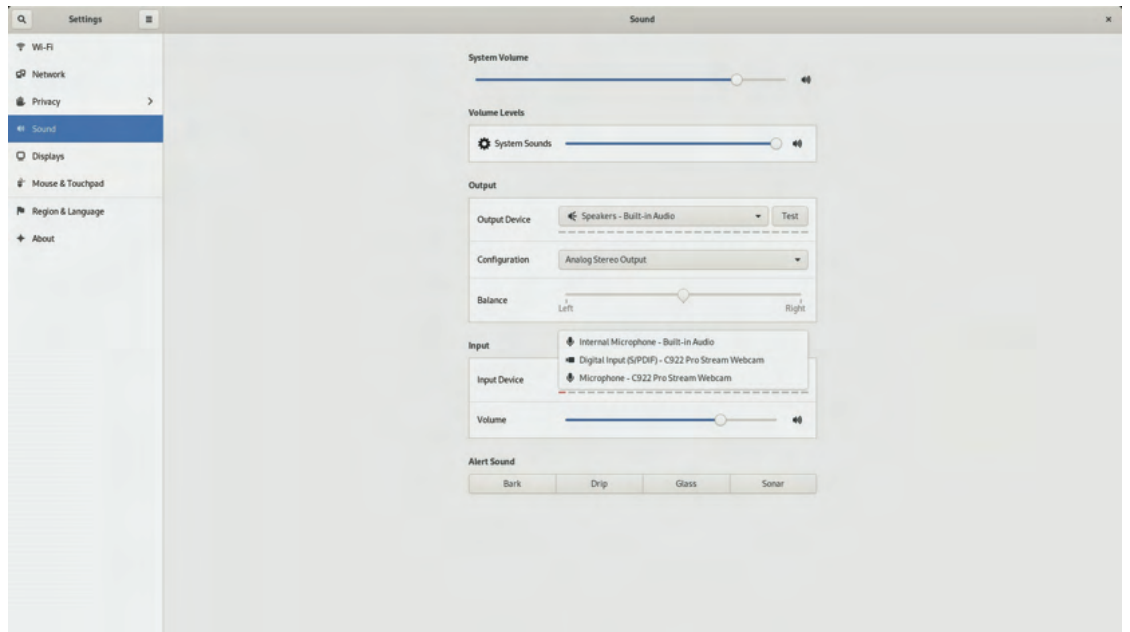 Settings
Sound
Wi-Fi
Network
Privacy
Sound
Displays
Mouse & Touchpad
Region & Language
About
System Volume
Volume Levels
System Sounds
Output
Output Device
Speakers - Built-in Audio
Test
Configuration
Analog Stereo Output
Balance
Left
Right
Input
Internal Microphone - Built-in Audio
Digital Input (S/PDIF) - C922 Pro Stream Webcam
Input Device
Microphone - C922 Pro Stream Webcam
Volume
Alert Sound
Bark
Drip
Glass
Sonar